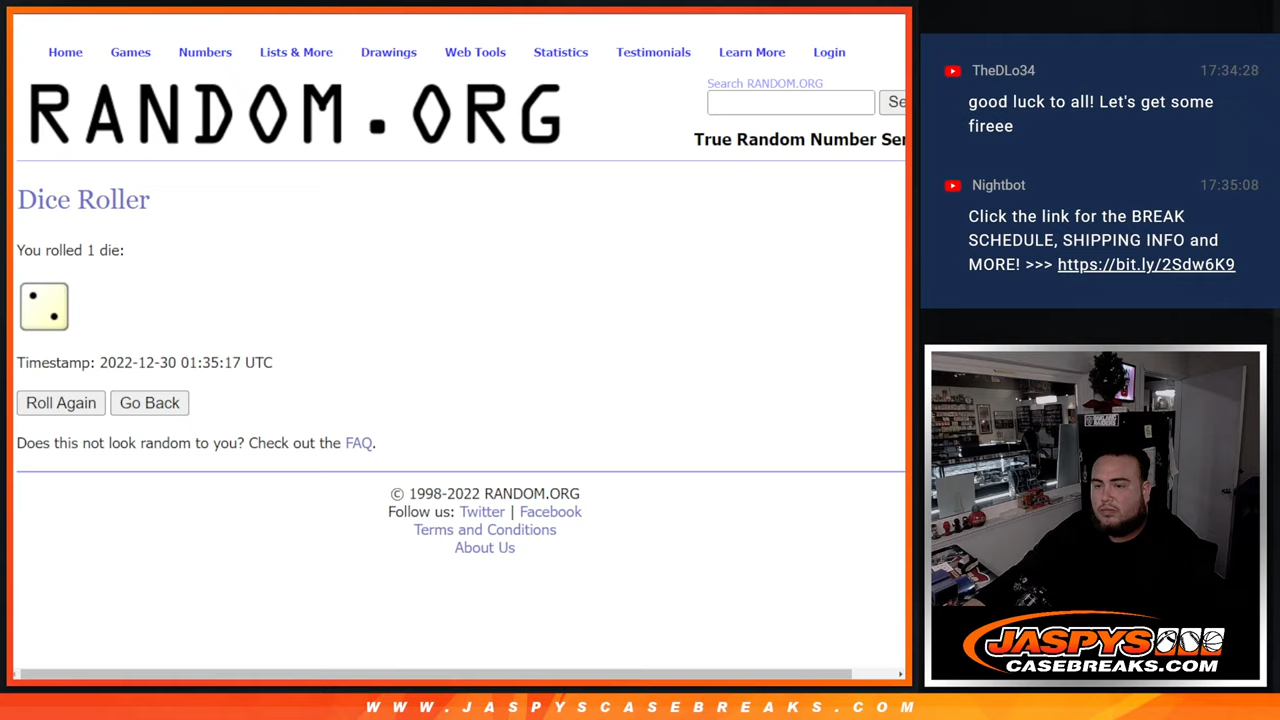 Home Games Numbers Lists & More Drawings Web Tools Statistics Testimonials Learn More Login
RANDOM.ORG
Search RANDOM.ORG
Se
True Random Number Ser
Dice Roller
You rolled 1 die:
Timestamp: 2022-12-30 01:35:17 UTC
Roll Again Go Back
Does this not look random to you? Check out the FAQ.
© 1998-2022 RANDOM.ORG
Follow us: Twitter | Facebook
Terms and Conditions
About Us
TheDLo34 17:34:28
good luck to all! Let's get some
fireee
Nightbot 17:35:08
Click the link for the BREAK
SCHEDULE, SHIPPING INFO and
MORE! >>> https://bit.ly/2Sdw6K9
JASPYS
CASEBREAKS.COM
WWW.JASPYSCASEBREAKS.COM